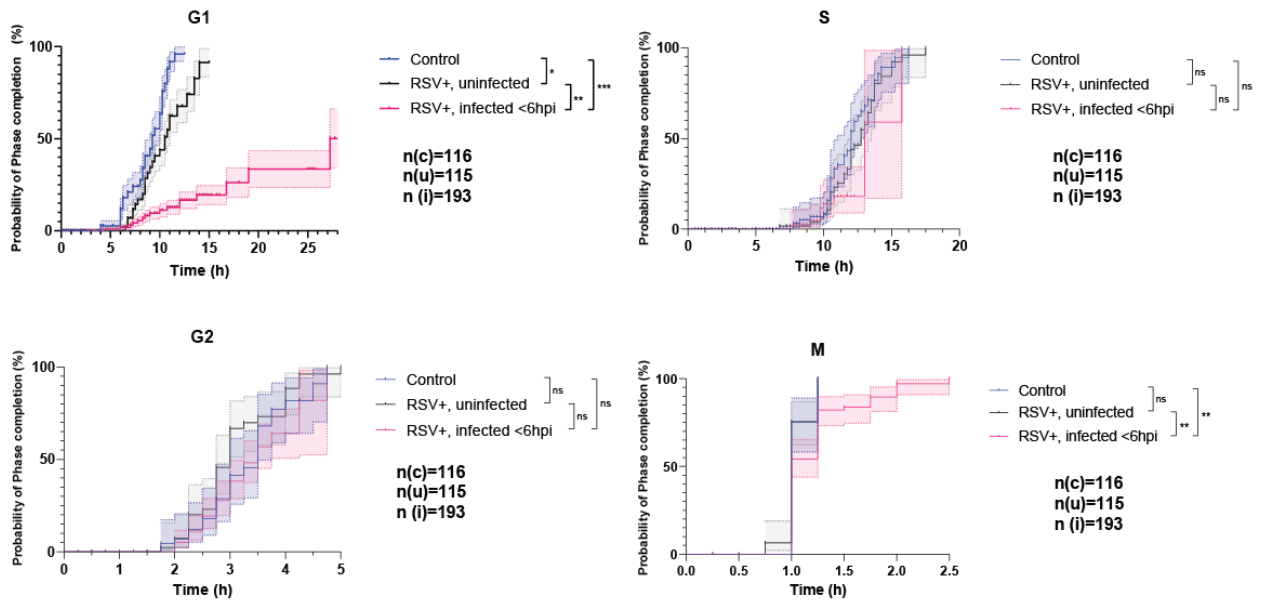 G1
Probability of Phase completion (%)
100
50
0
0 5 10 15 20 25
Time (h)
Control
RSV+, uninfected
RSV+, infected <6hpi
*
**
***
n(c)=116
n(u)=115
n (i)=193
S
Probability of Phase completion (%)
100
50
0
0 5 10 15 20
Time (h)
Control
RSV+, uninfected
RSV+, infected <6hpi
ns
ns
ns
n(c)=116
n(u)=115
n (i)=193
G2
Probability of Phase completion (%)
100
50
0
0 1 2 3 4 5
Time (h)
Control
RSV+, uninfected
RSV+, infected <6hpi
ns
ns
ns
n(c)=116
n(u)=115
n (i)=193
M
Probability of Phase completion (%)
100
50
0
0.0 0.5 1.0 1.5 2.0 2.5
Time (h)
Control
RSV+, uninfected
RSV+, infected <6hpi
ns
**
**
n(c)=116
n(u)=115
n (i)=193